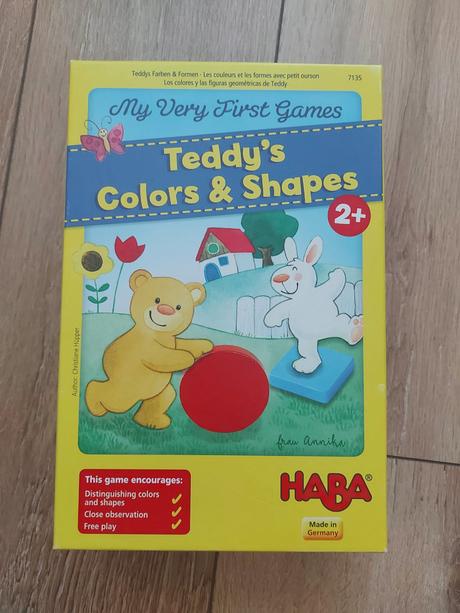 Teddys Farben & Formen - Les couleurs et les formes avec petit ourson
Los colores y las figuras geométricas de Teddy
7135
My Very First Games
Teddy's
Colors & Shapes
2+
Author: Christiane Hüpper
frau Annika
This game encourages:
Distinguishing colors
and shapes
Close observation
Free play
HABA®
Made in
Germany